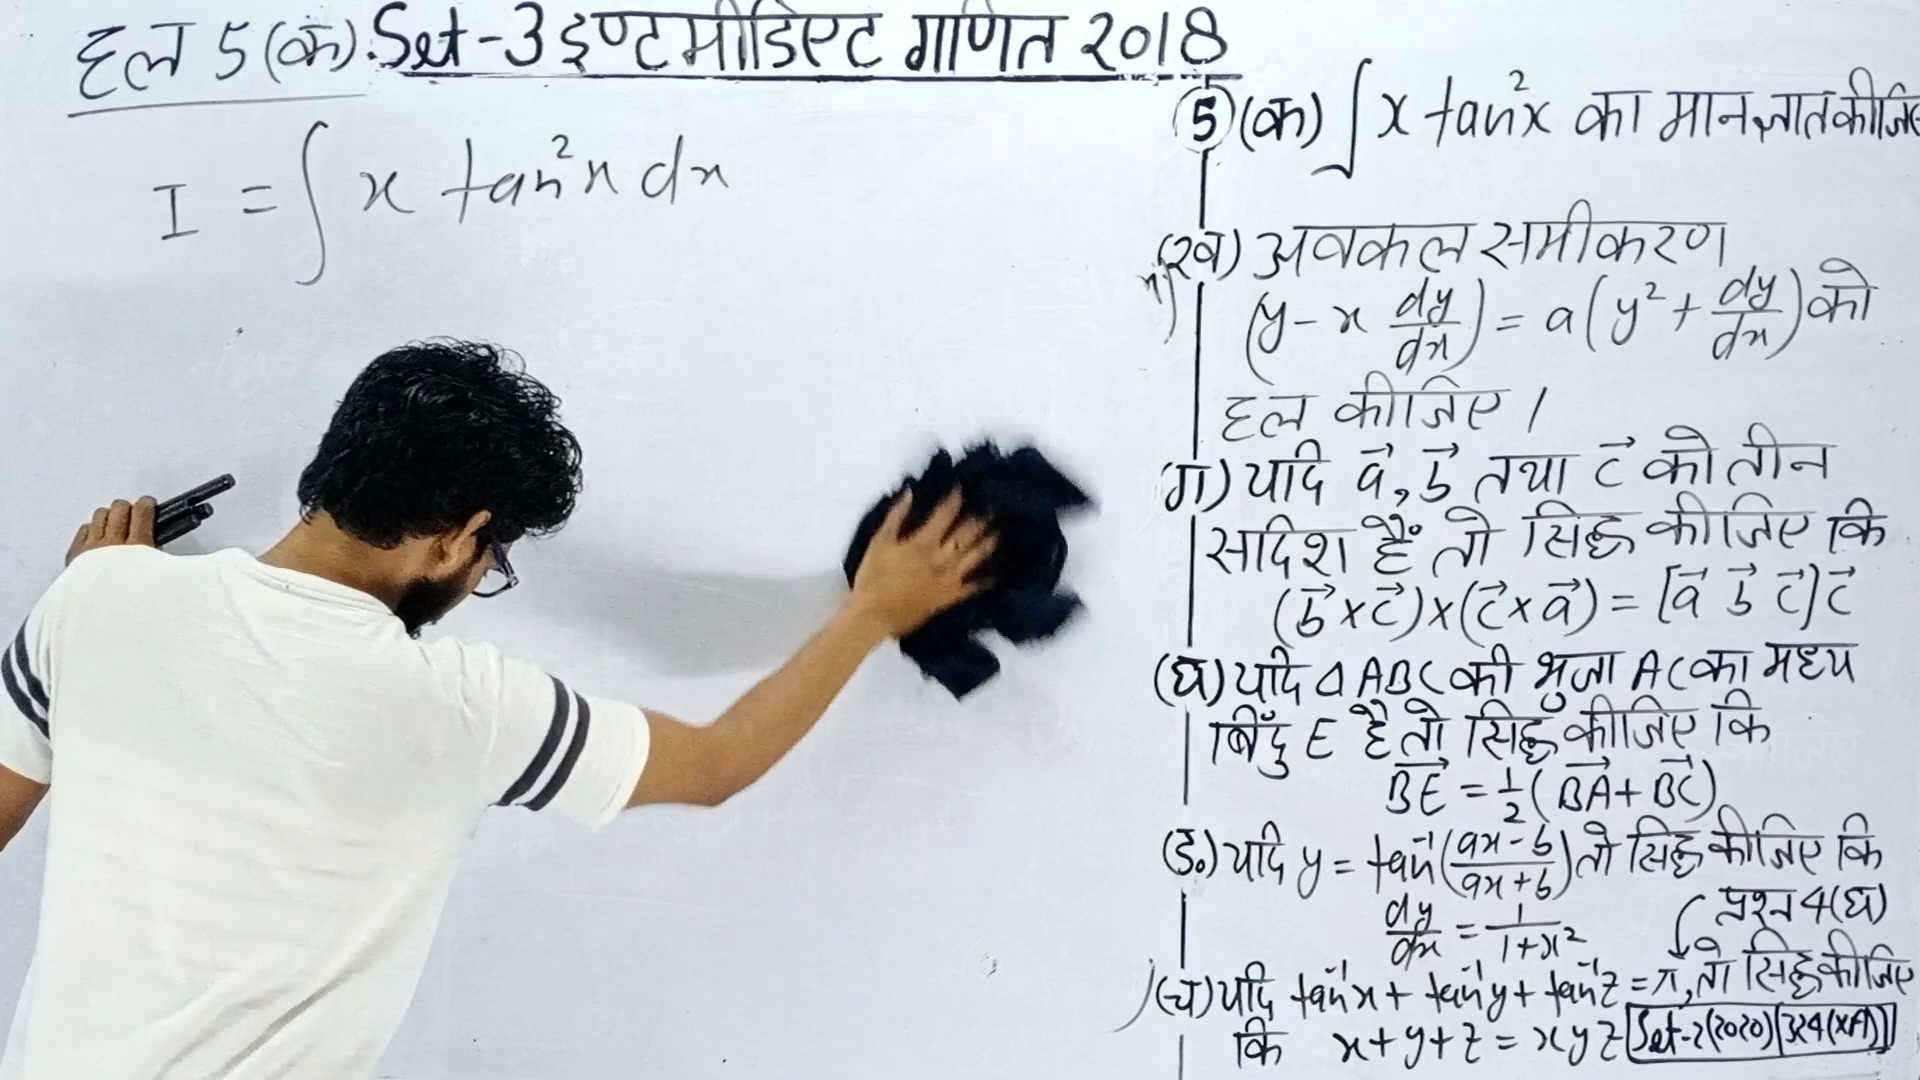 हल 5 (क). Set-3 इण्टमीडिएट गणित 2018
I = ∫ x tan²x dx
5 (क) ∫ x tan²x का मान ज्ञात कीजिए
(ख) अवकल समीकरण
(y - x dy/dx) = a(y² + dy/dx) को
हल कीजिए।
(ग) यदि a⃗, b⃗ तथा c⃗ को तीन
सदिश हैं तो सिद्ध कीजिए कि
(b⃗ × c⃗) × (c⃗ × a⃗) = [a⃗ b⃗ c⃗] c⃗
(घ) यदि Δ ABC की भुजा AC का मध्य
बिंदु E है तो सिद्ध कीजिए कि
BE⃗ = 1/2 (BA⃗ + BC⃗)
(ड.) यदि y = tan⁻¹((ax - b)/(ax + b)) तो सिद्ध कीजिए कि
dy/dx = 1/(1+x²)
प्रश्न 4(घ)
(च) यदि tan⁻¹x + tan⁻¹y + tan⁻¹z = π, तो सिद्ध कीजिए
कि x + y + z = x y z Set-2(2020) [324(XA)]